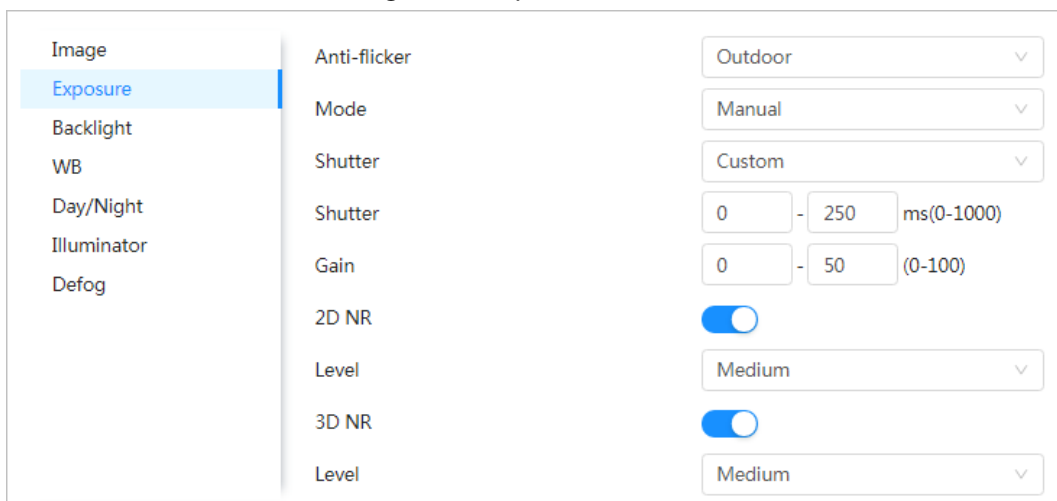 Image
Exposure
Backlight
WB
Day/Night
Illuminator
Defog
Anti-flicker Outdoor
Mode Manual
Shutter Custom
Shutter 0 - 250 ms(0-1000)
Gain 0 - 50 (0-100)
2D NR
Level Medium
3D NR
Level Medium